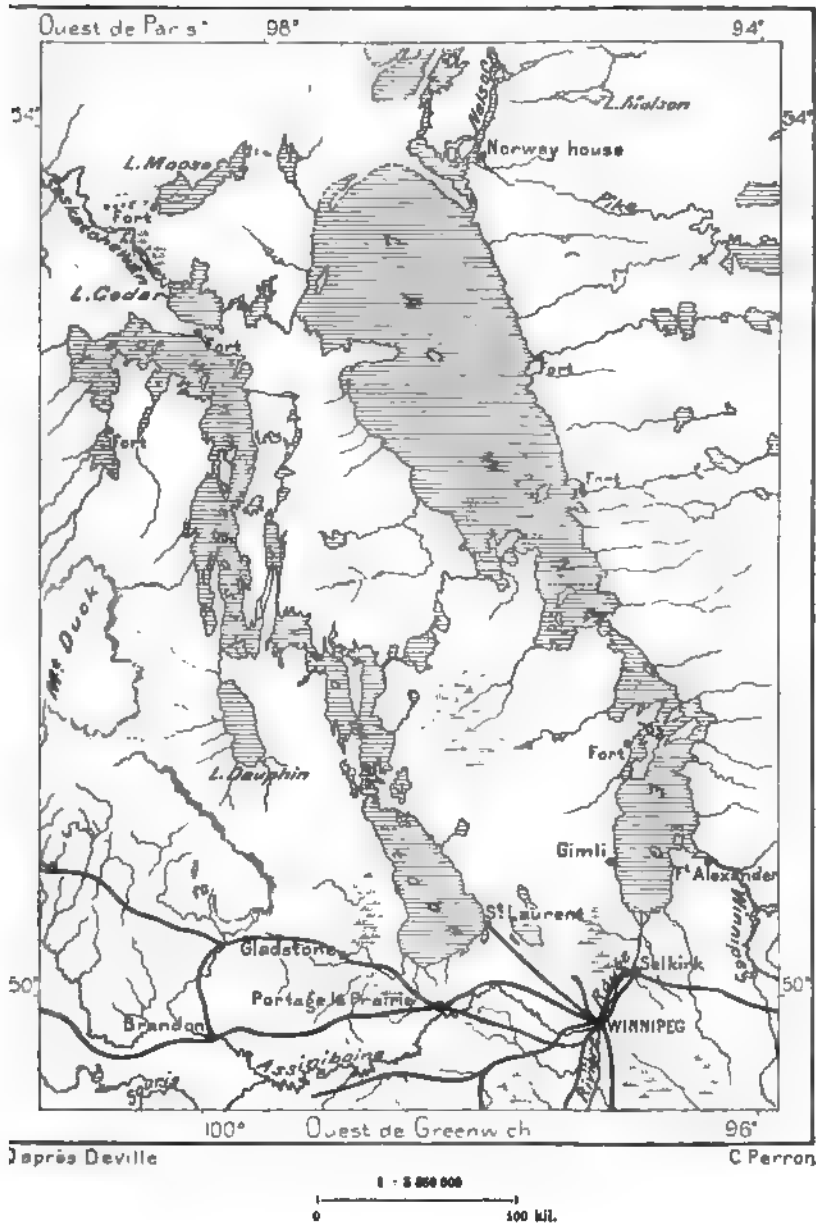 Ouest de Paris
98°
94°
54°
54°
Nelson
L. Nielson
Norway house
L. Moose
Fort
Pike
L. Cedar
Fort
Fort
Fort
Fort
Mt Duck
L. Dauphin
Fort
Gimli
Ft Alexander
Winipeg
St Laurent
Gladstone
Selkirk
50°
50°
Portage la Prairie
Brandon
WINNIPEG
Assiniboine
Souris
100°
Ouest de Greenwich
96°
D'après Deville
C Perron
0
100 kil.